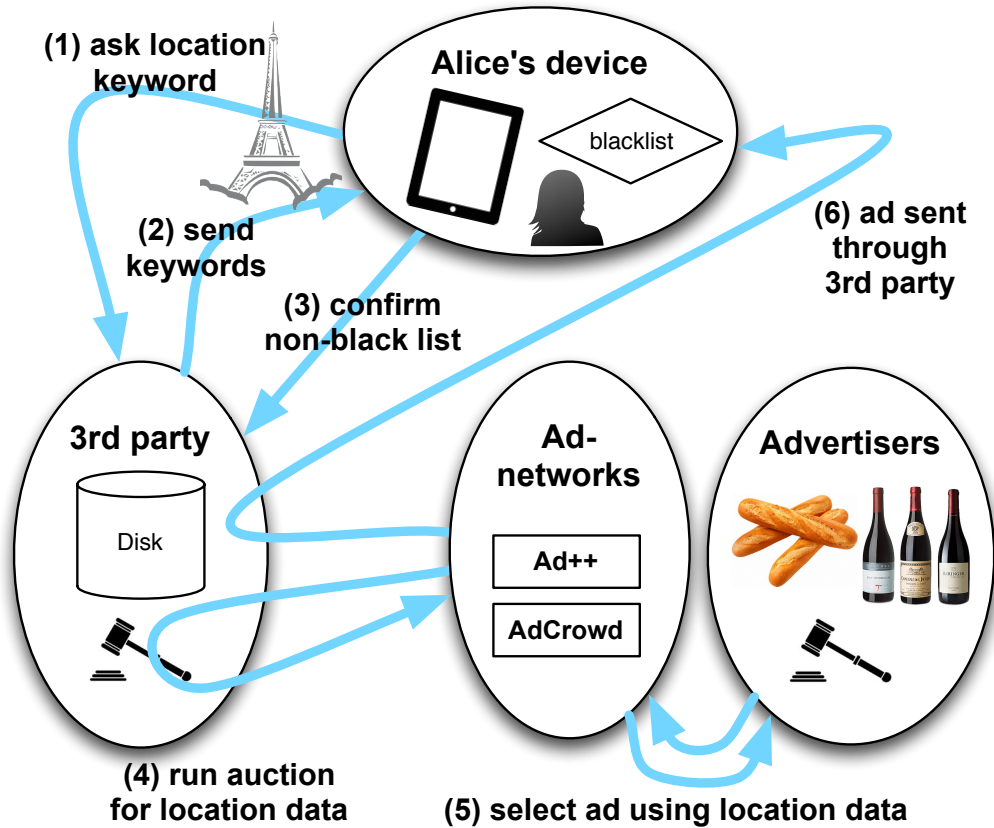 (1) ask location
keyword
Alice's device
blacklist
(2) send
keywords
(6) ad sent
through
3rd party
(3) confirm
non-black list
3rd party
Disk
Ad-
networks
Ad++
AdCrowd
Advertisers
(4) run auction
for location data
(5) select ad using location data